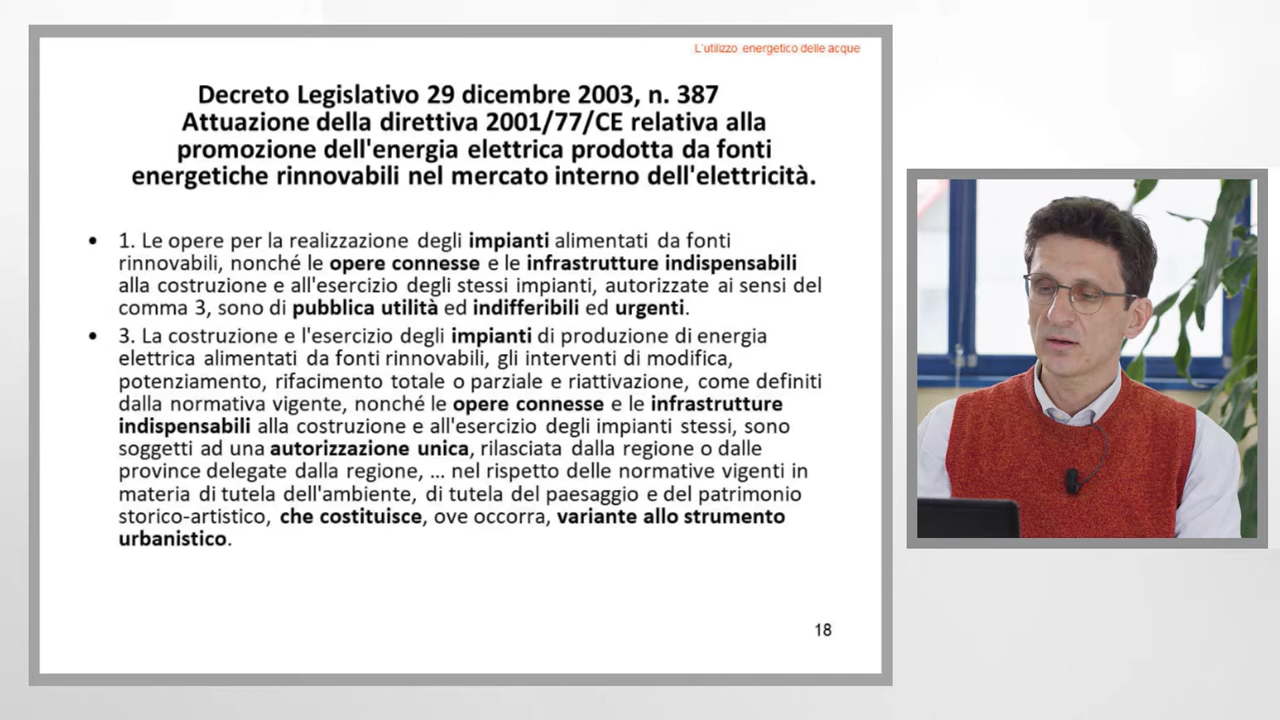 L'utilizzo energetico delle acque
Decreto Legislativo 29 dicembre 2003, n. 387
Attuazione della direttiva 2001/77/CE relativa alla
promozione dell'energia elettrica prodotta da fonti
energetiche rinnovabili nel mercato interno dell'elettricità.
• 1. Le opere per la realizzazione degli impianti alimentati da fonti
rinnovabili, nonché le opere connesse e le infrastrutture indispensabili
alla costruzione e all'esercizio degli stessi impianti, autorizzate ai sensi del
comma 3, sono di pubblica utilità ed indifferibili ed urgenti.
• 3. La costruzione e l'esercizio degli impianti di produzione di energia
elettrica alimentati da fonti rinnovabili, gli interventi di modifica,
potenziamento, rifacimento totale o parziale e riattivazione, come definiti
dalla normativa vigente, nonché le opere connesse e le infrastrutture
indispensabili alla costruzione e all'esercizio degli impianti stessi, sono
soggetti ad una autorizzazione unica, rilasciata dalla regione o dalle
province delegate dalla regione, ... nel rispetto delle normative vigenti in
materia di tutela dell'ambiente, di tutela del paesaggio e del patrimonio
storico-artistico, che costituisce, ove occorra, variante allo strumento
urbanistico.
18